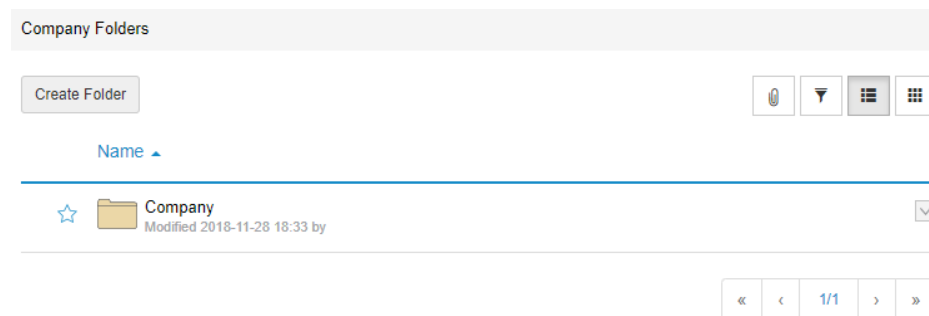 Company Folders
Create Folder
Name
Company
Modified 2018-11-28 18:33 by
« ‹ 1/1 › »